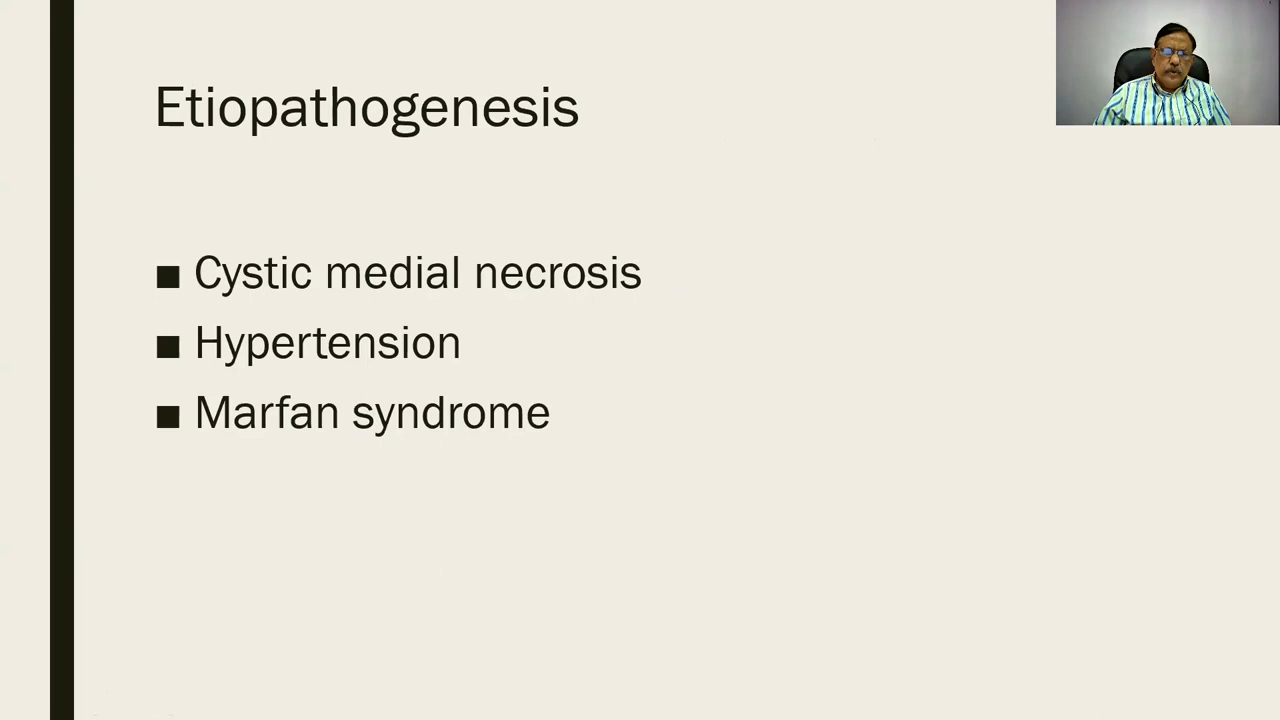 Etiopathogenesis
■ Cystic medial necrosis
■ Hypertension
■ Marfan syndrome